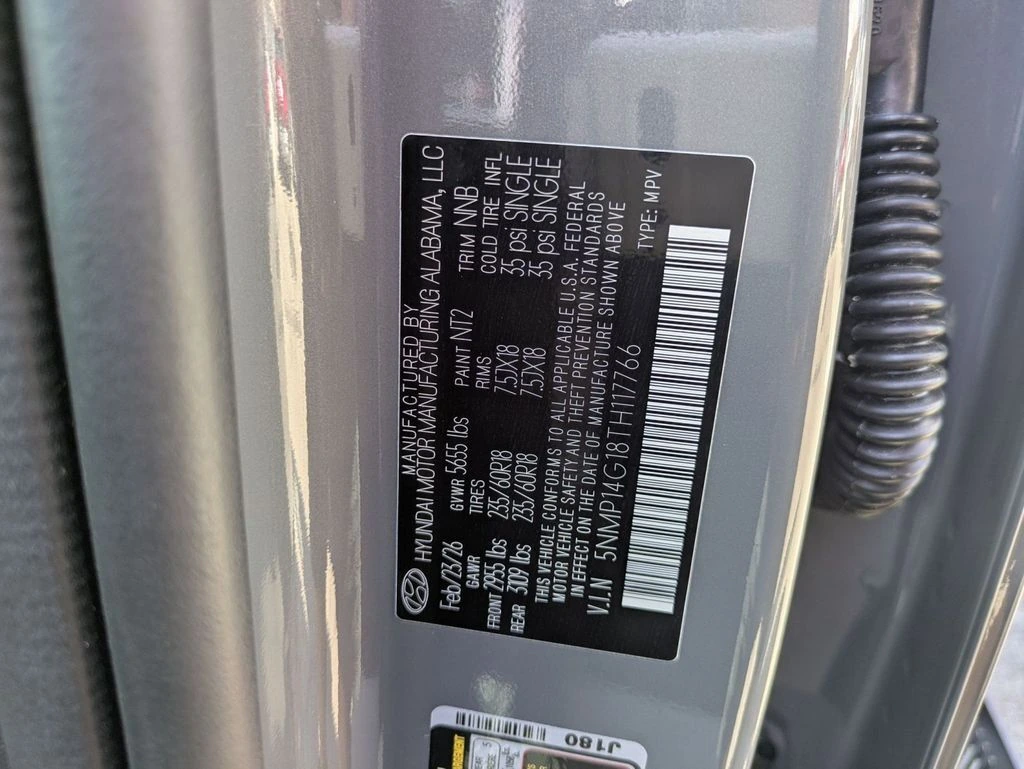 MANUFACTURED BY
HYUNDAI MOTOR MANUFACTURING ALABAMA, LLC
Feb/23/26 GVWR 5655 lbs PAINT NT2 TRIM NNB
GAWR TIRES RIMS COLD TIRE INFL
FRONT 2955 lbs 235/60R18 7.5JX18 35 psi SINGLE
REAR 3109 lbs 235/60R18 7.5JX18 35 psi SINGLE
THIS VEHICLE CONFORMS TO ALL APPLICABLE U.S.A. FEDERAL
MOTOR VEHICLE SAFETY AND THEFT PREVENTION STANDARDS
IN EFFECT ON THE DATE OF MANUFACTURE SHOWN ABOVE
V.I.N 5NMP14G18TH117766 TYPE: MPV
J180